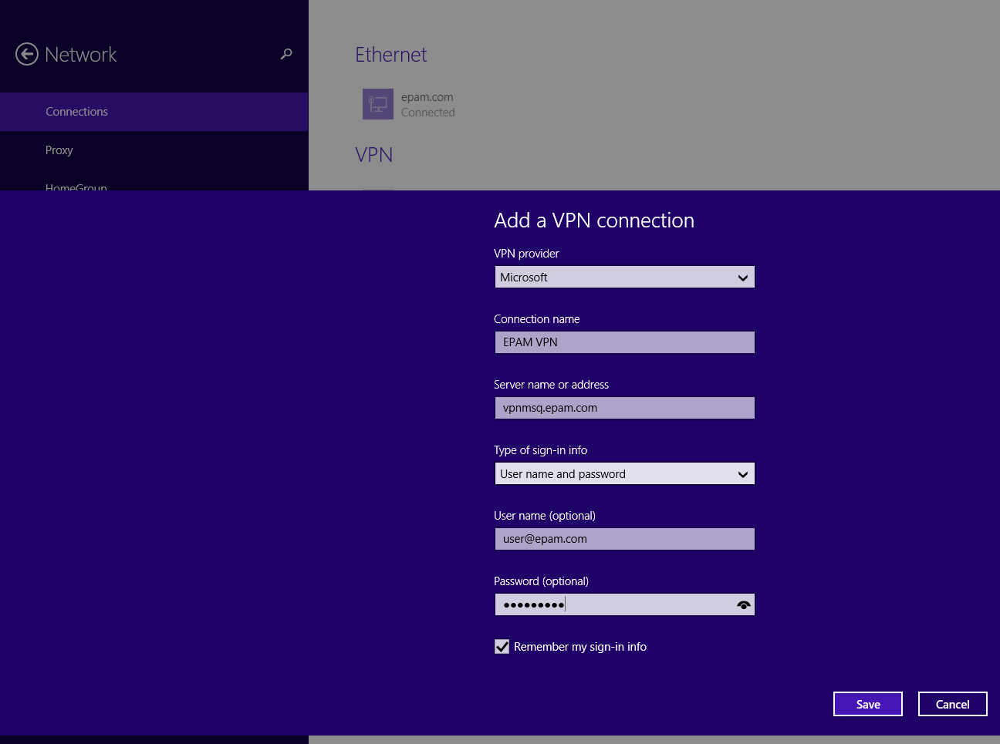 Network
Connections
Proxy
HomeGroup
Ethernet
epam.com
Connected
VPN
Add a VPN connection
VPN provider
Microsoft
Connection name
EPAM VPN
Server name or address
vpnmsq.epam.com
Type of sign-in info
User name and password
User name (optional)
user@epam.com
Password (optional)
•••••••••
Remember my sign-in info
Save
Cancel